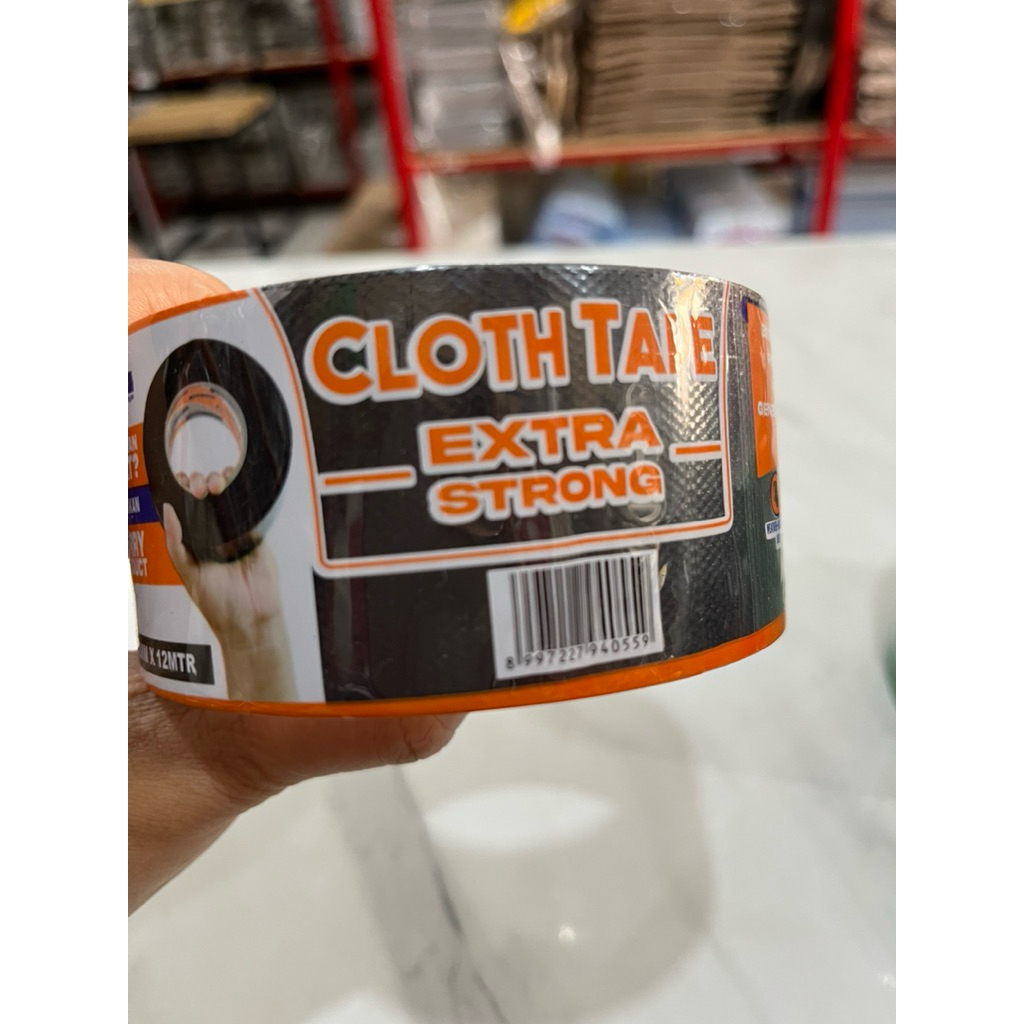 CLOTH TAPE
EXTRA
STRONG
8 997227 940559
X 12MTR